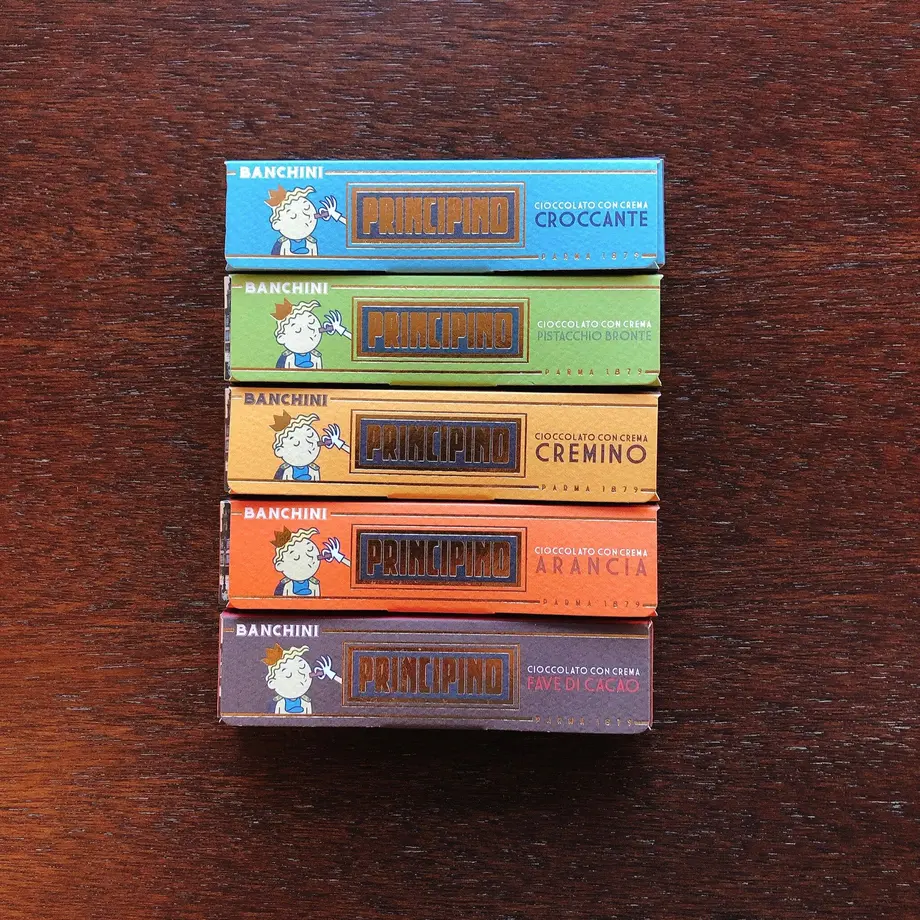 BANCHINI
PRINCIPINO
CIOCCOLATO CON CREMA
CROCCANTE
PARMA 1879
BANCHINI
PRINCIPINO
CIOCCOLATO CON CREMA
PISTACCHIO BRONTE
PARMA 1879
BANCHINI
PRINCIPINO
CIOCCOLATO CON CREMA
CREMINO
PARMA 1879
BANCHINI
PRINCIPINO
CIOCCOLATO CON CREMA
ARANCIA
PARMA 1879
BANCHINI
PRINCIPINO
CIOCCOLATO CON CREMA
FAVE DI CACAO
PARMA 1879